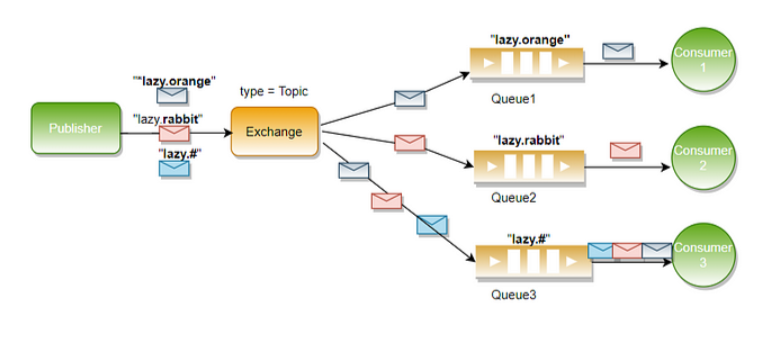 "lazy.orange"
Consumer
1
"*lazy.orange"
type = Topic
Queue1
"lazy.rabbit"
Publisher
Exchange
"lazy.rabbit"
Consumer
2
"lazy.#"
Queue2
"lazy.#"
Consumer
3
Queue3